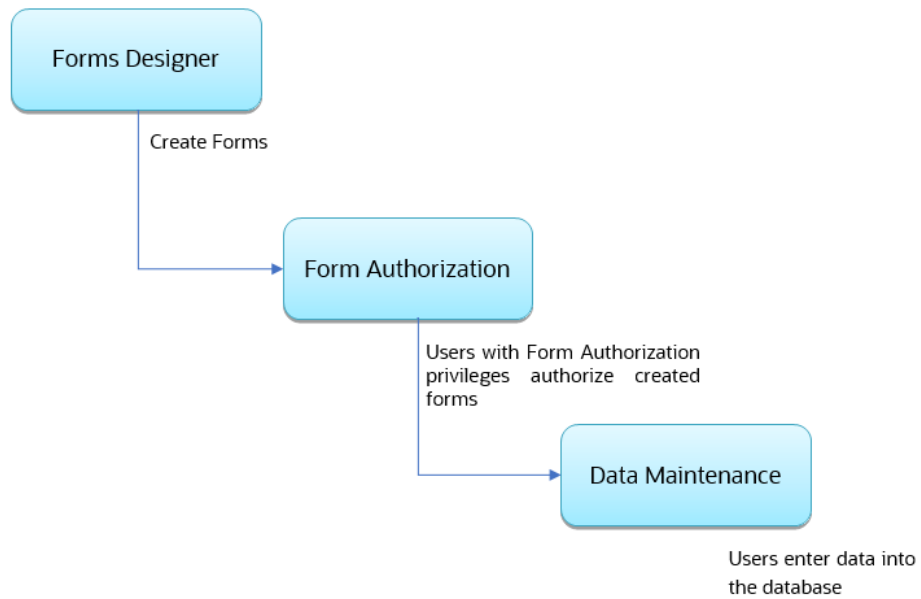 Forms Designer
Create Forms
Form Authorization
Users with Form Authorization
privileges authorize created
forms
Data Maintenance
Users enter data into
the database